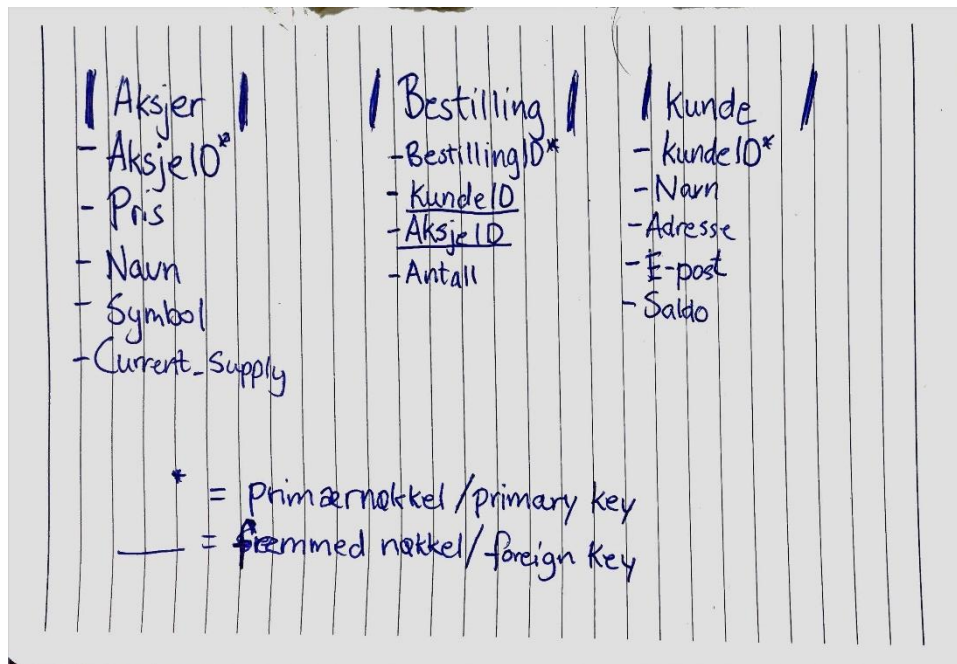 Aksjer
- AksjeID*
- Pris
- Navn
- Symbol
- Current_Supply
Bestilling
- BestillingID*
- KundeID
- AksjeID
- Antall
Kunde
- KundeID*
- Navn
- Adresse
- E-post
- Saldo
* = primærnøkkel/primary key
___ = fremmed nøkkel/foreign key